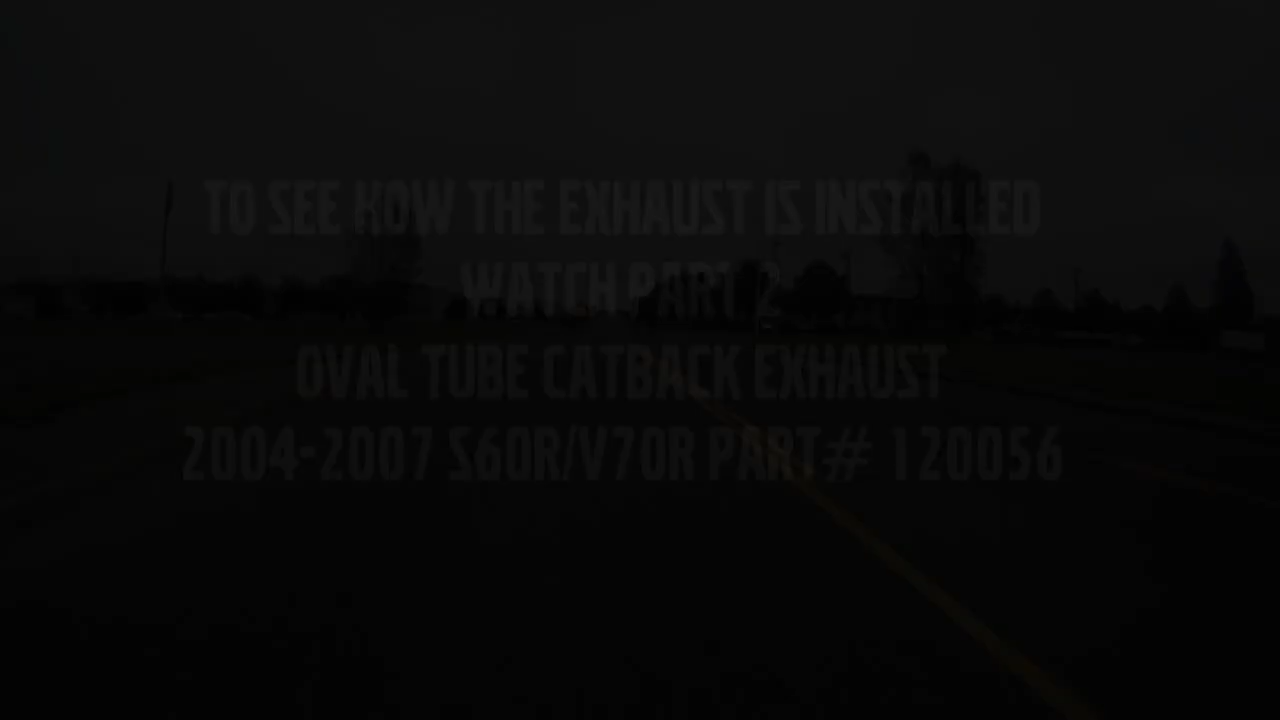 TO SEE HOW THE EXHAUST IS INSTALLED
WATCH PART 2
OVAL TUBE CATBACK EXHAUST
2004-2007 S60R/V70R PART# 120056